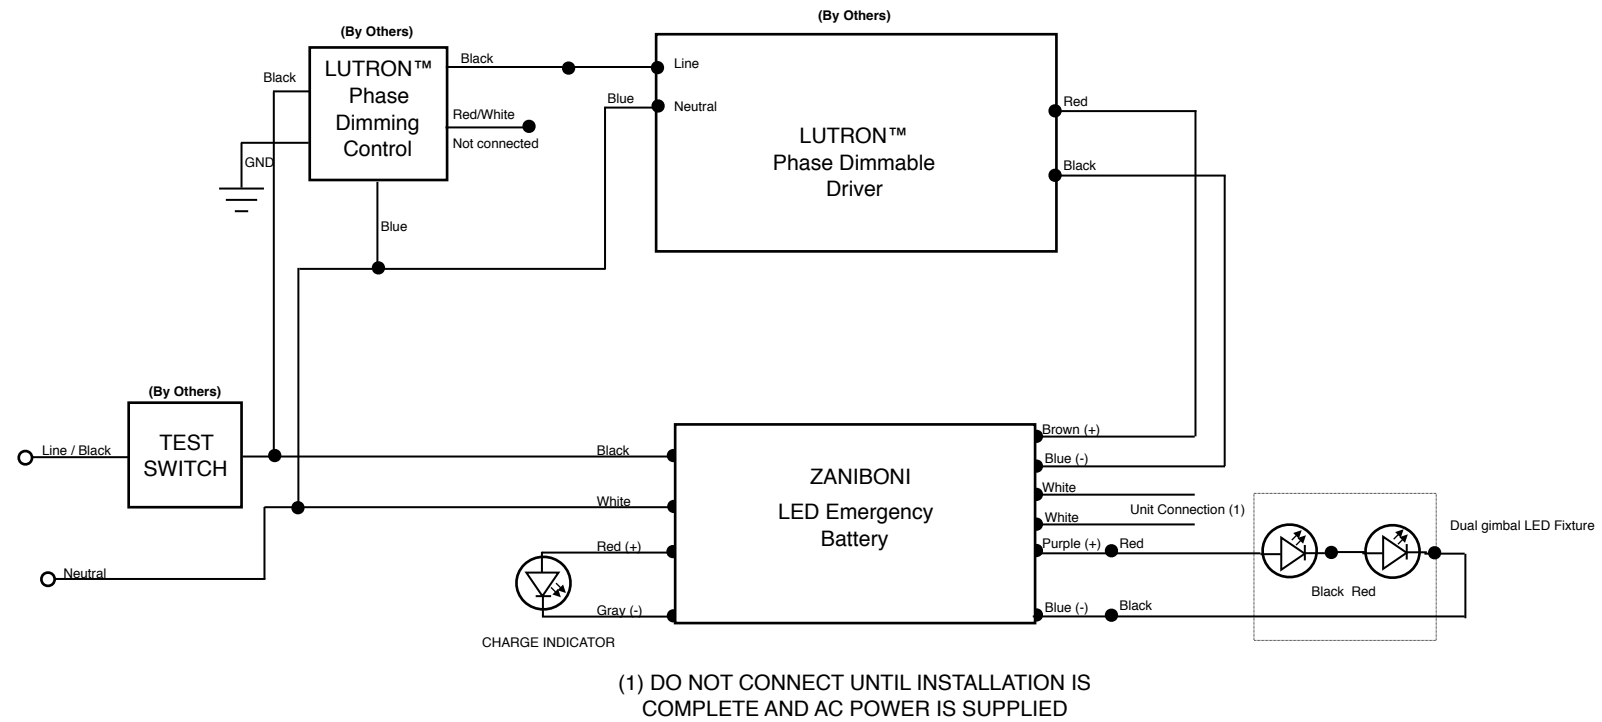 (By Others)
(By Others)
LUTRON™
Phase
Dimming
Control
Black
Black
Red/White
Not connected
GND
Blue
Blue
Line
Neutral
LUTRON™
Phase Dimmable
Driver
Red
Black
(By Others)
TEST
SWITCH
Line / Black
Neutral
Black
White
Red (+)
Gray (-)
CHARGE INDICATOR
ZANIBONI
LED Emergency
Battery
Brown (+)
Blue (-)
White
White
Unit Connection (1)
Purple (+)
Red
Blue (-)
Black
Black Red
Dual gimbal LED Fixture
(1) DO NOT CONNECT UNTIL INSTALLATION IS
COMPLETE AND AC POWER IS SUPPLIED